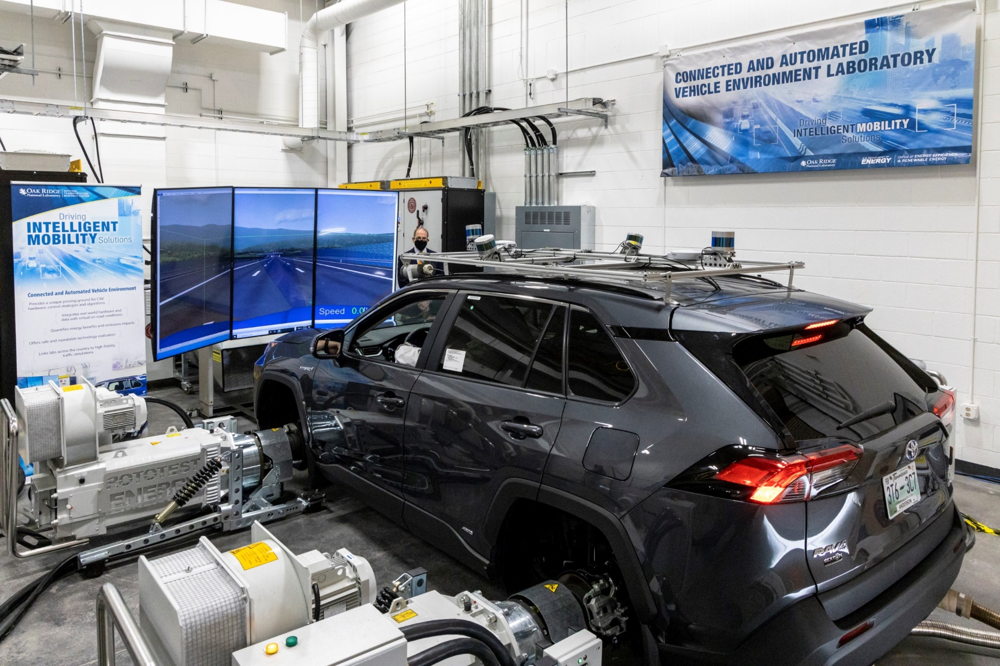 CONNECTED AND AUTOMATED
VEHICLE ENVIRONMENT LABORATORY
Driving
INTELLIGENT MOBILITY
Solutions
OAK RIDGE
National Laboratory
U.S. DEPARTMENT OF
ENERGY
Office of ENERGY EFFICIENCY
& RENEWABLE ENERGY
OAK RIDGE
National Laboratory
NATIONAL
TRANSPORTATION
RESEARCH CENTER
Driving
INTELLIGENT
MOBILITY Solutions
Connected and Automated Vehicle Environment
Provides a unique proving ground for CAV
hardware, control strategies and algorithms
Integrates real-world hardware and
data with virtual on-road conditions
Quantifies energy benefits and emissions impacts
Offers safe and repeatable technology evaluation
Links labs across the country to high-fidelity
traffic simulations
Speed 0.0
HYBRID
ROTOTEST
ENERGY
Tennessee
3T6-3C7
ANDERSON
RAV4